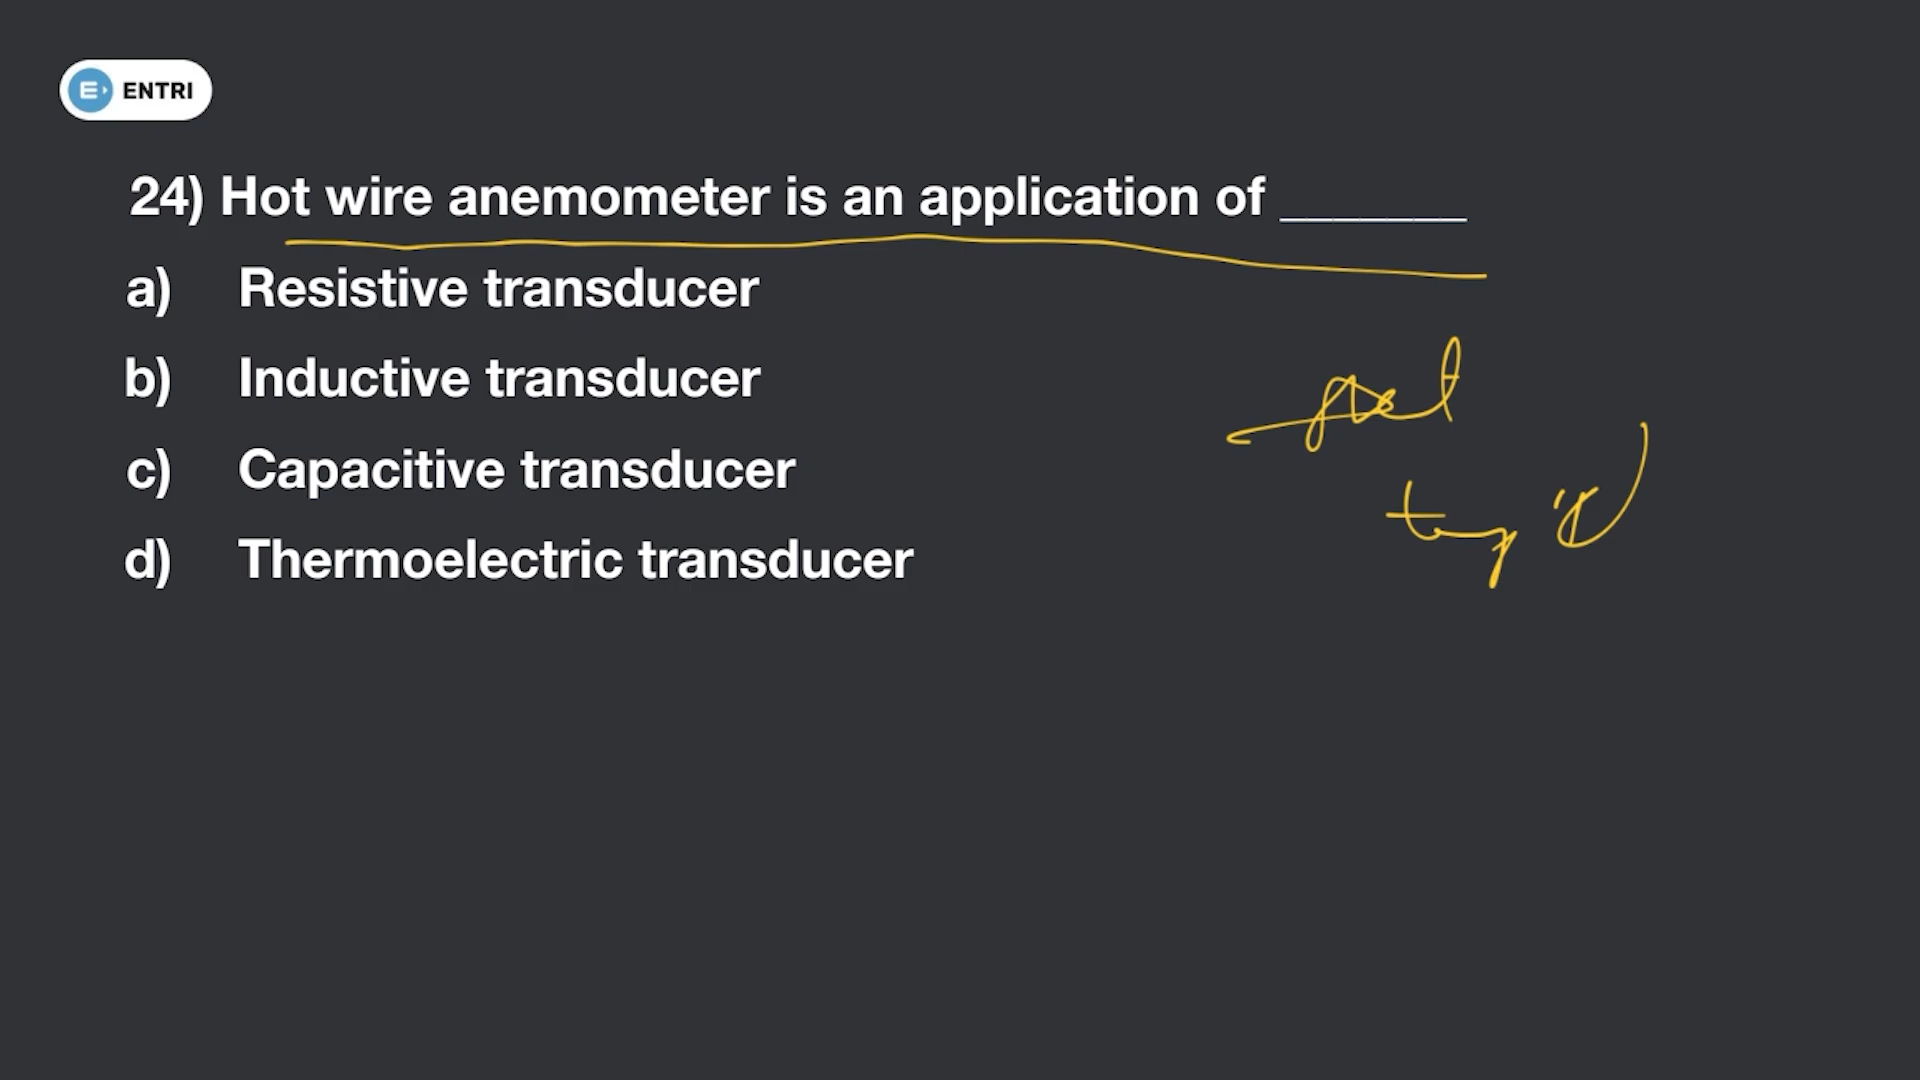 ENTRI
24) Hot wire anemometer is an application of _______
a) Resistive transducer
b) Inductive transducer
c) Capacitive transducer
d) Thermoelectric transducer